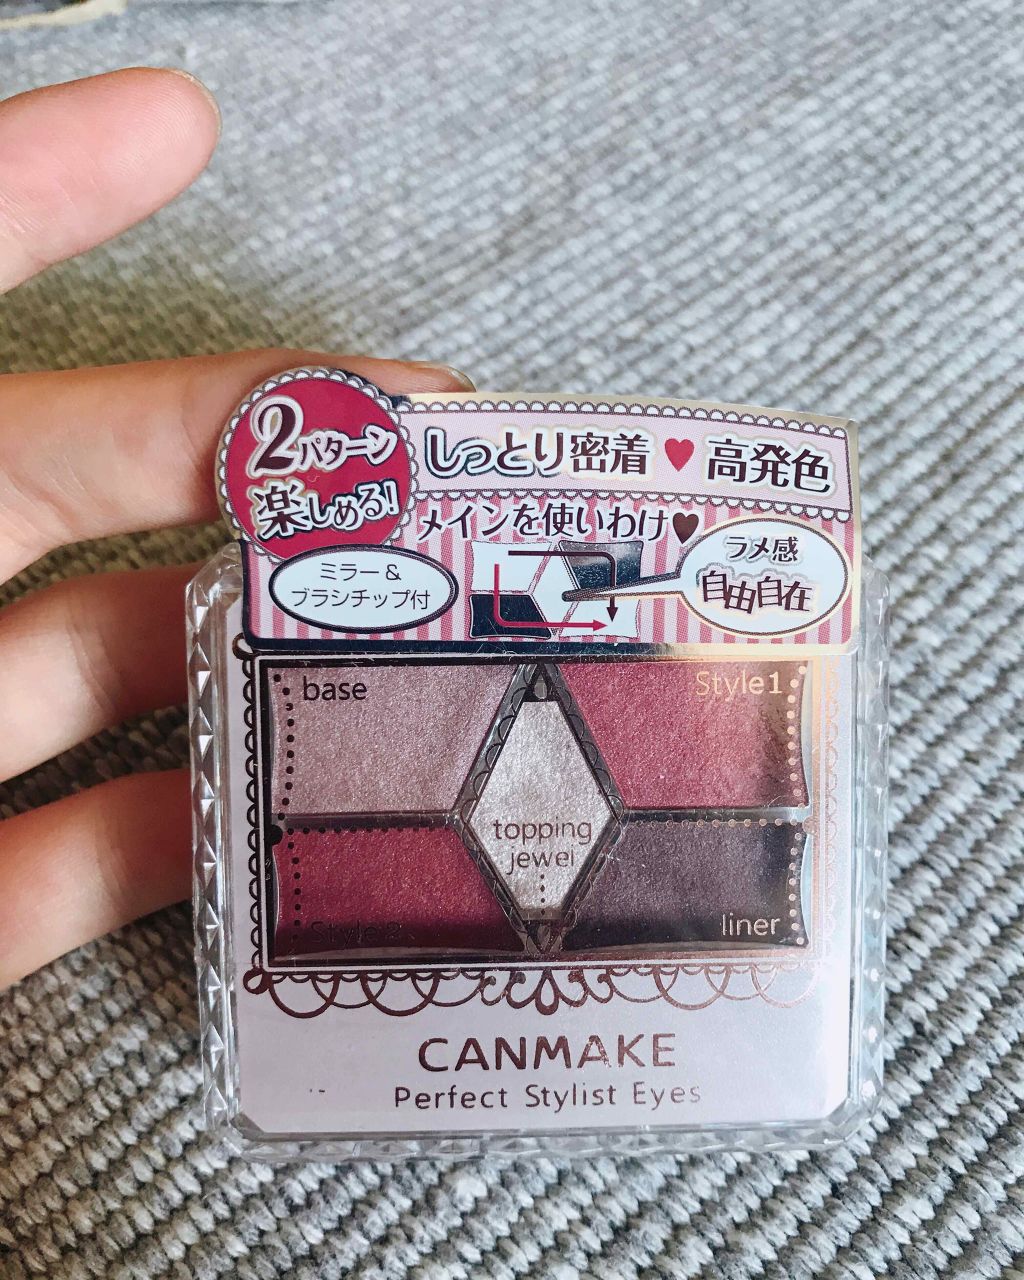 2パターン
楽しめる!
しっとり密着♥高発色
メインを使いわけ♥
ミラー&
ブラシチップ付
ラメ感
自由自在
base
Style1
topping
jewel
Style2
liner
CANMAKE
Perfect Stylist Eyes